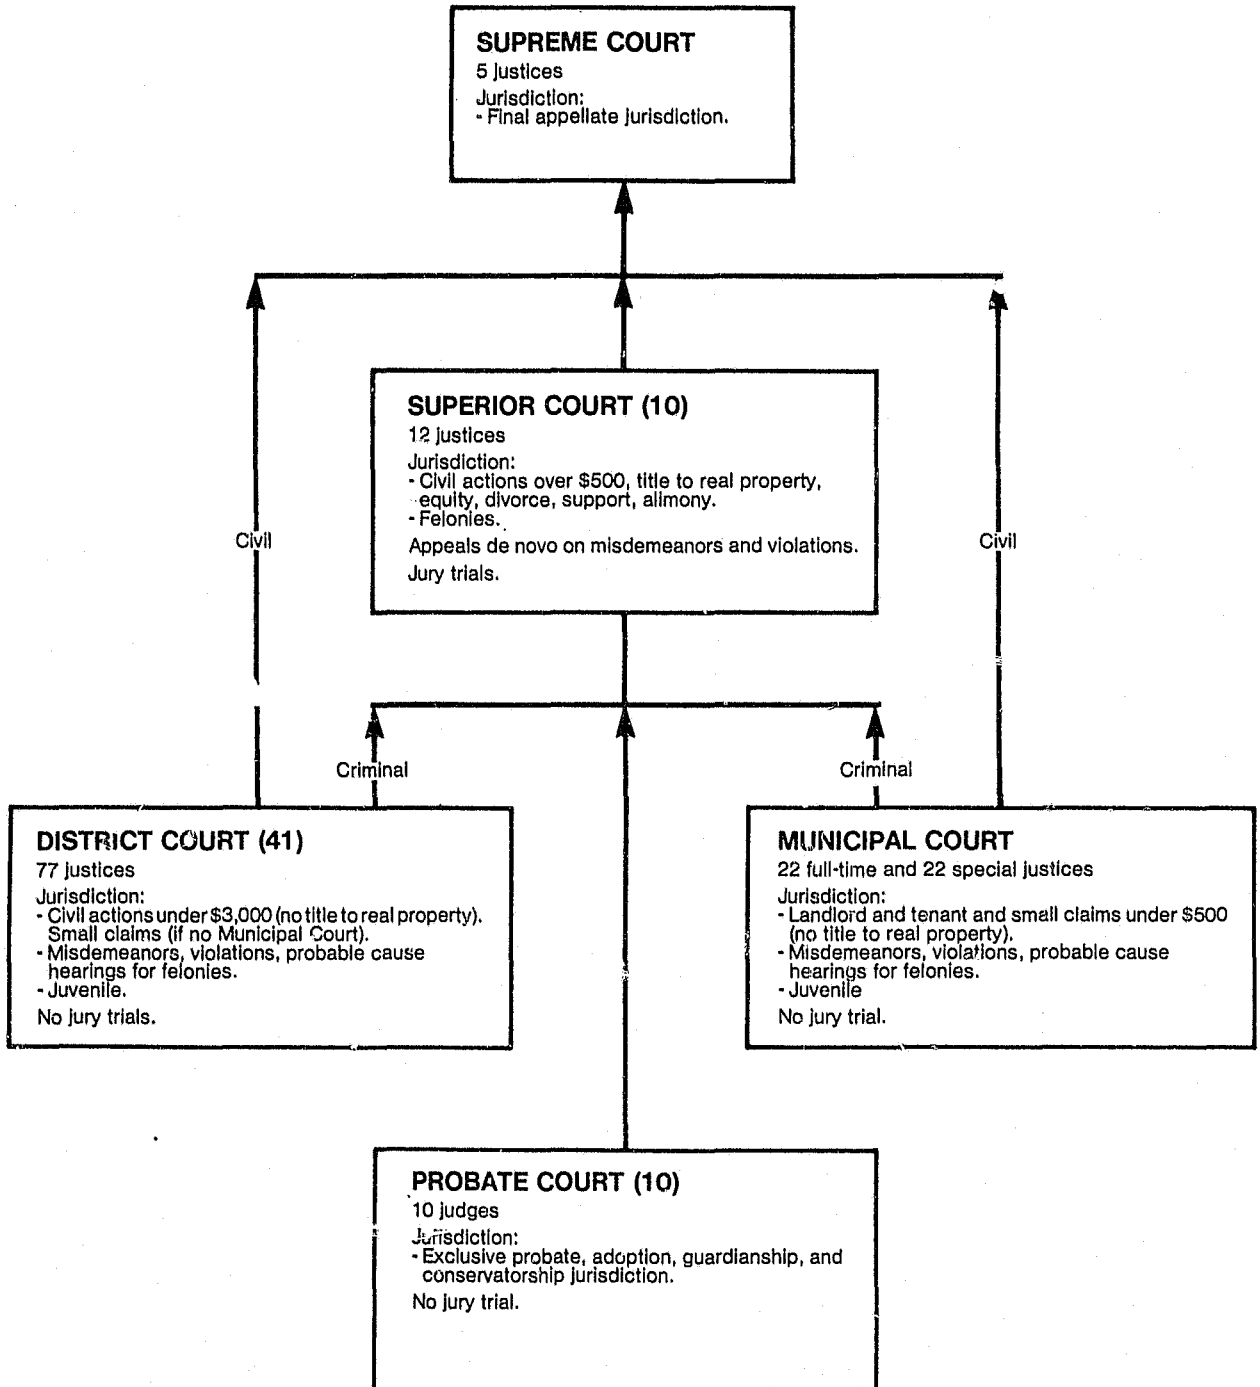 SUPREME COURT
5 justices
Jurisdiction:
- Final appellate jurisdiction.
SUPERIOR COURT (10)
12 justices
Jurisdiction:
- Civil actions over $500, title to real property,
equity, divorce, support, alimony.
- Felonies.
Appeals de novo on misdemeanors and violations.
Jury trials.
Civil
Civil
Criminal
Criminal
DISTRICT COURT (41)
77 justices
Jurisdiction:
- Civil actions under $3,000 (no title to real property).
Small claims (if no Municipal Court).
- Misdemeanors, violations, probable cause
hearings for felonies.
- Juvenile.
No jury trials.
MUNICIPAL COURT
22 full-time and 22 special justices
Jurisdiction:
- Landlord and tenant and small claims under $500
(no title to real property).
- Misdemeanors, violations, probable cause
hearings for felonies.
- Juvenile
No jury trial.
PROBATE COURT (10)
10 judges
Jurisdiction:
- Exclusive probate, adoption, guardianship, and
conservatorship jurisdiction.
No jury trial.